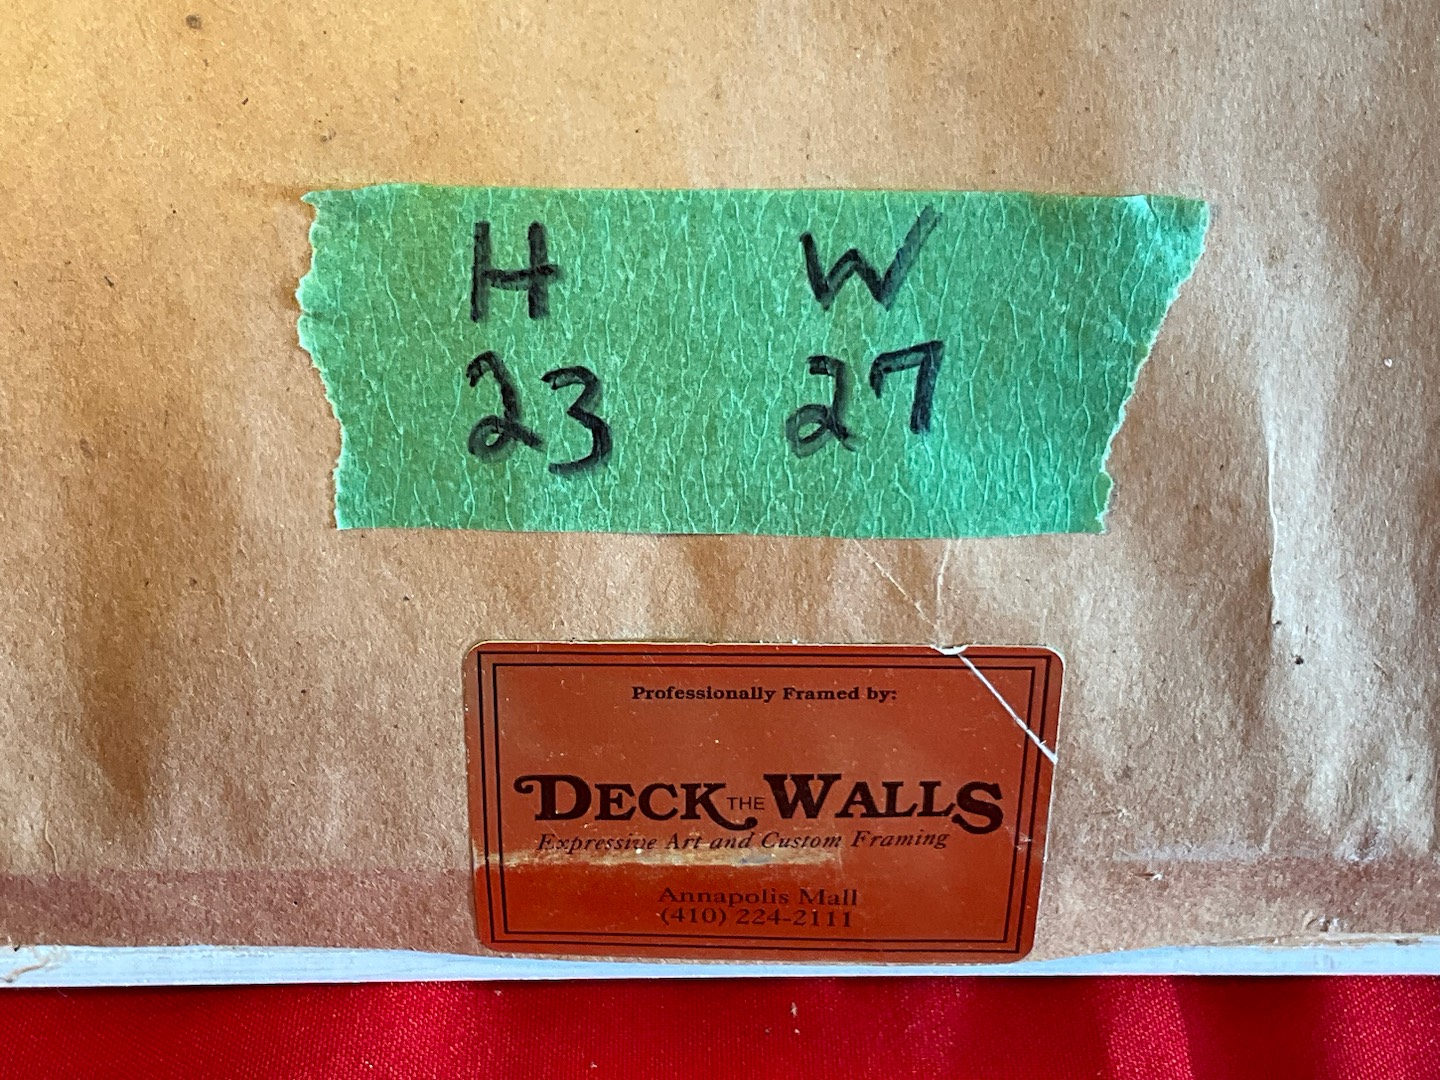 H W
23 27
Professionally Framed by:
DECK THE WALLS
Expressive Art and Custom Framing
Annapolis Mall
(410) 224-2111